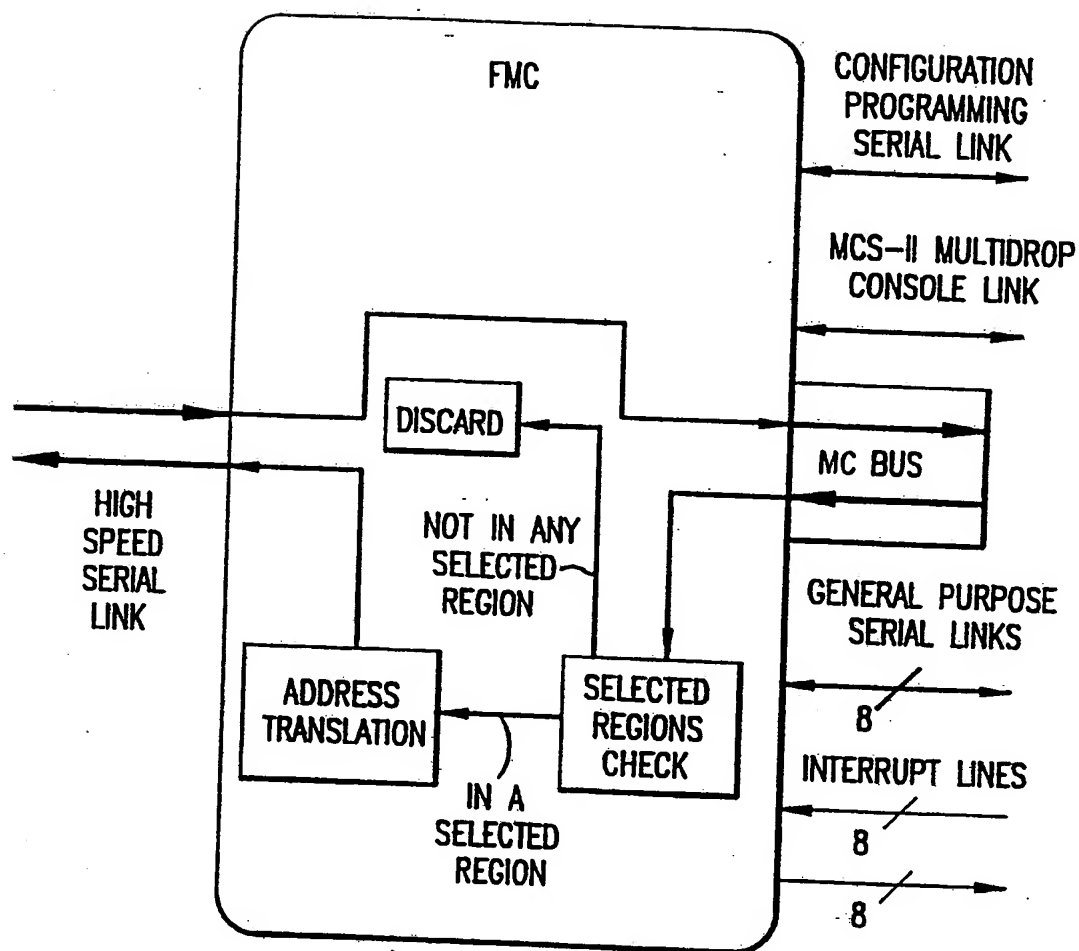 FMC
CONFIGURATION
PROGRAMMING
SERIAL LINK
MCS-II MULTIDROP
CONSOLE LINK
DISCARD
MC BUS
HIGH
SPEED
SERIAL
LINK
NOT IN ANY
SELECTED
REGION
GENERAL PURPOSE
SERIAL LINKS
8
ADDRESS
TRANSLATION
SELECTED
REGIONS
CHECK
IN A
SELECTED
REGION
INTERRUPT LINES
8
8